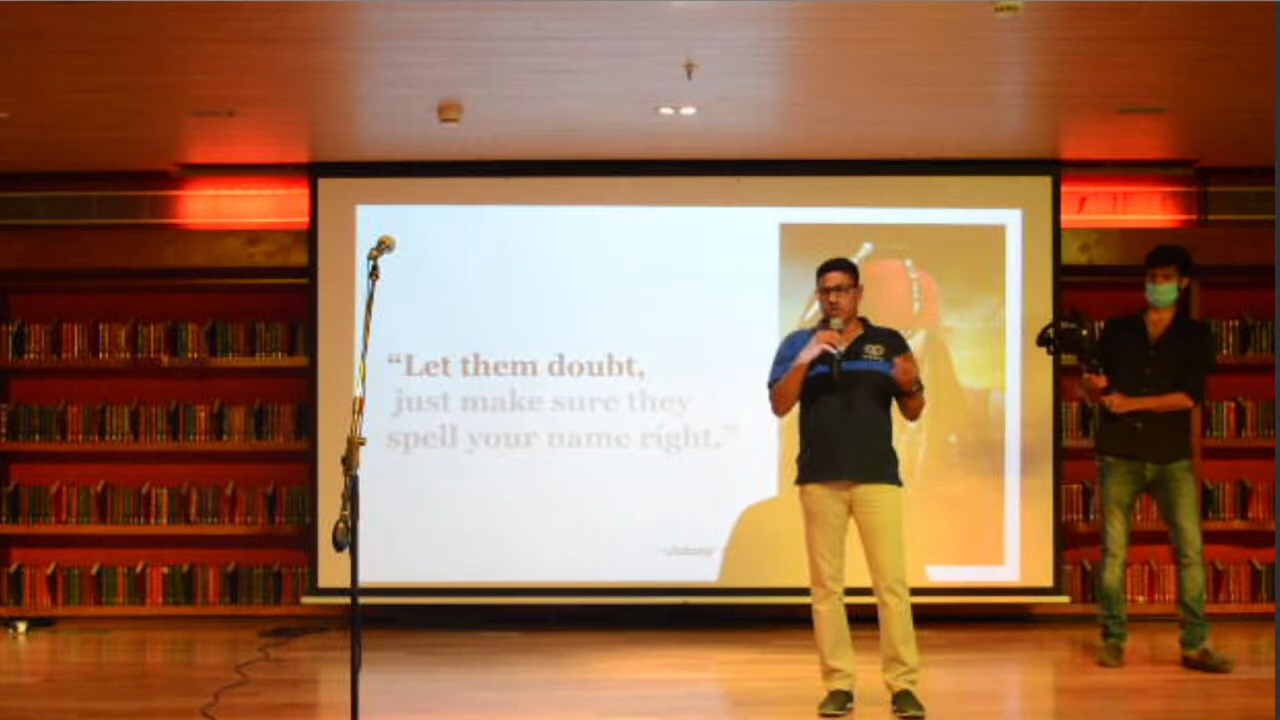 “Let them doubt,
just make sure they
spell your name right.”